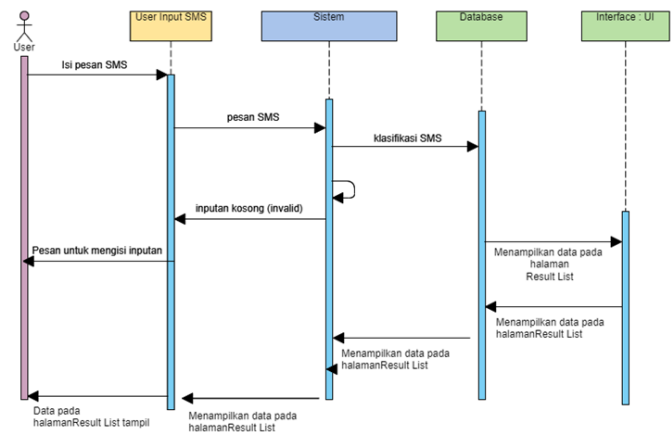 User Input SMS
Sistem
Database
Interface : UI
User
Isi pesan SMS
pesan SMS
klasifikasi SMS
inputan kosong (invalid)
Pesan untuk mengisi inputan
Menampilkan data pada
halaman
Result List
Menampilkan data pada
halamanResult List
Menampilkan data pada
halamanResult List
Menampilkan data pada
halamanResult List
Data pada
halamanResult List tampil